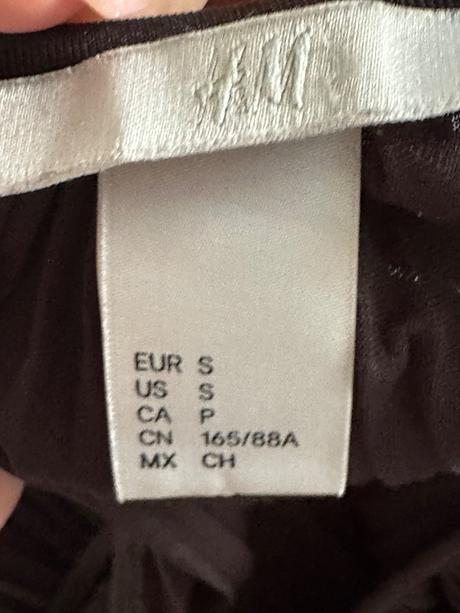 H&M
EUR S
US S
CA P
CN 165/88A
MX CH